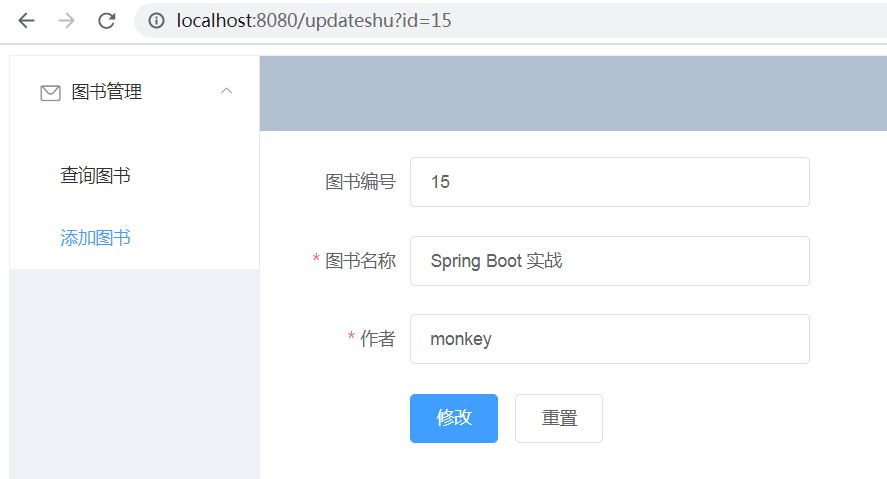 localhost:8080/updateshu?id=15
图书管理
查询图书
添加图书
图书编号 15
* 图书名称 Spring Boot 实战
* 作者 monkey
修改 重置